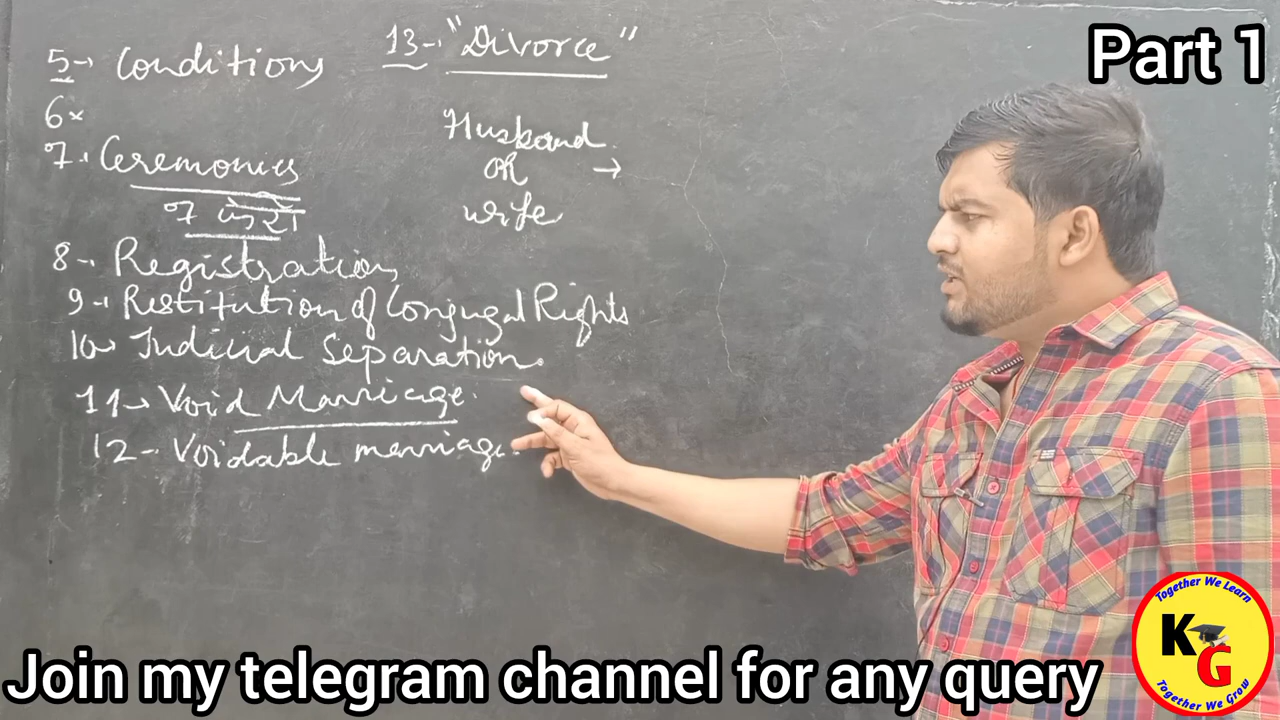 5→ Conditions
6×
7. Ceremonies
7 फेरा
8-. Registration
9→ Restitution of Conjugal Rights
10→ Judicial Separation.
11→ Void Marriage.
12-. Voidable marriage.
13-. "Divorce"
Husband
OR →
wife
Part 1
Join my telegram channel for any query
Together We Learn
KG
Together We Grow